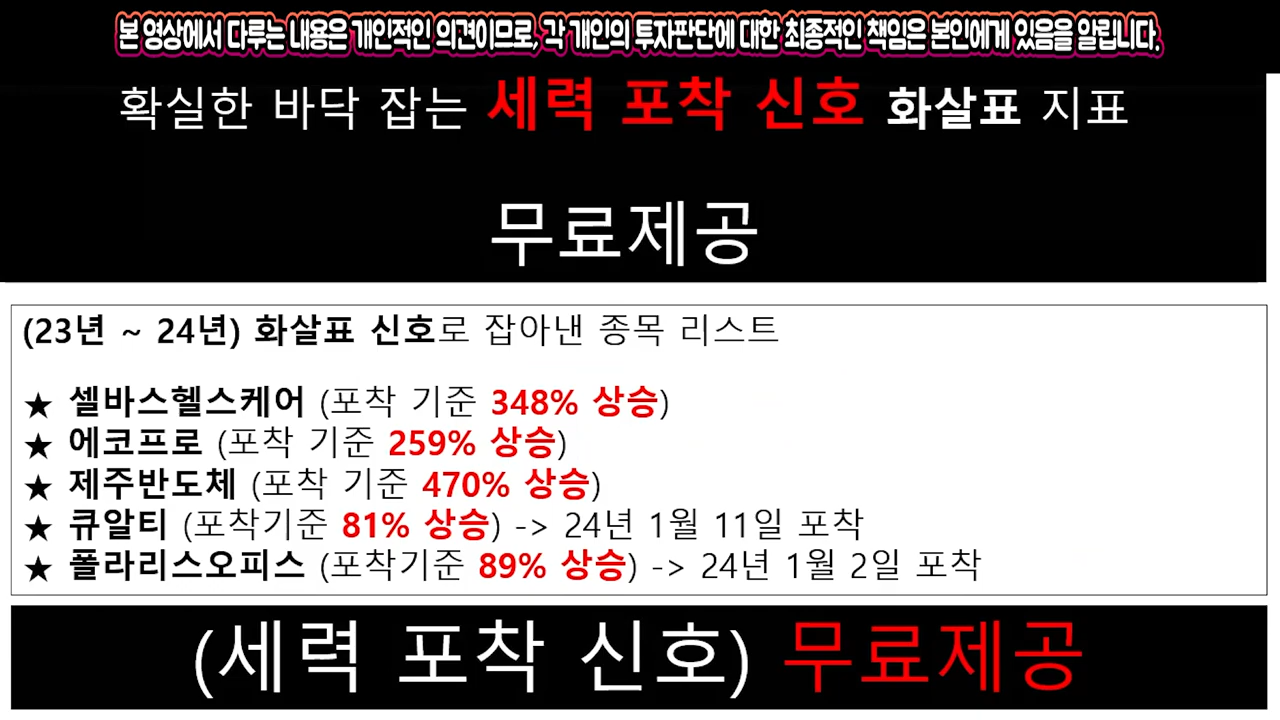 본 영상에서 다루는 내용은 개인적인 의견이므로, 각 개인의 투자판단에 대한 최종적인 책임은 본인에게 있음을 알립니다.
확실한 바닥 잡는 세력 포착 신호 화살표 지표
무료제공
(23년 ~ 24년) 화살표 신호로 잡아낸 종목 리스트
★ 셀바스헬스케어 (포착 기준 348% 상승)
★ 에코프로 (포착 기준 259% 상승)
★ 제주반도체 (포착 기준 470% 상승)
★ 큐알티 (포착기준 81% 상승) -> 24년 1월 11일 포착
★ 폴라리스오피스 (포착기준 89% 상승) -> 24년 1월 2일 포착
(세력 포착 신호) 무료제공